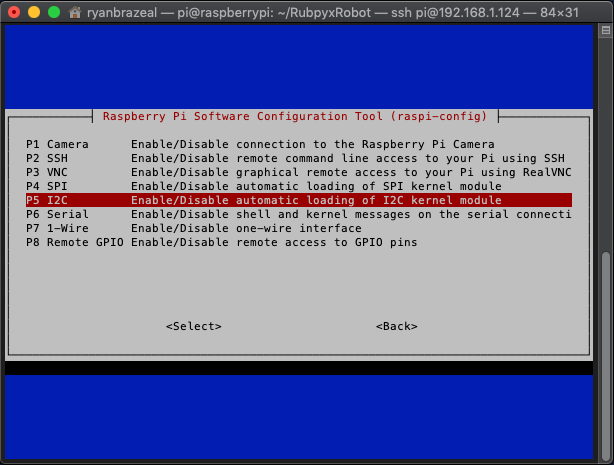 ryanbrazeal — pi@raspberrypi: ~/RubpyxRobot — ssh pi@192.168.1.124 — 84×31
Raspberry Pi Software Configuration Tool (raspi-config)
P1 Camera Enable/Disable connection to the Raspberry Pi Camera
P2 SSH Enable/Disable remote command line access to your Pi using SSH
P3 VNC Enable/Disable graphical remote access to your Pi using RealVNC
P4 SPI Enable/Disable automatic loading of SPI kernel module
P5 I2C Enable/Disable automatic loading of I2C kernel module
P6 Serial Enable/Disable shell and kernel messages on the serial connecti
P7 1-Wire Enable/Disable one-wire interface
P8 Remote GPIO Enable/Disable remote access to GPIO pins
<Select> <Back>